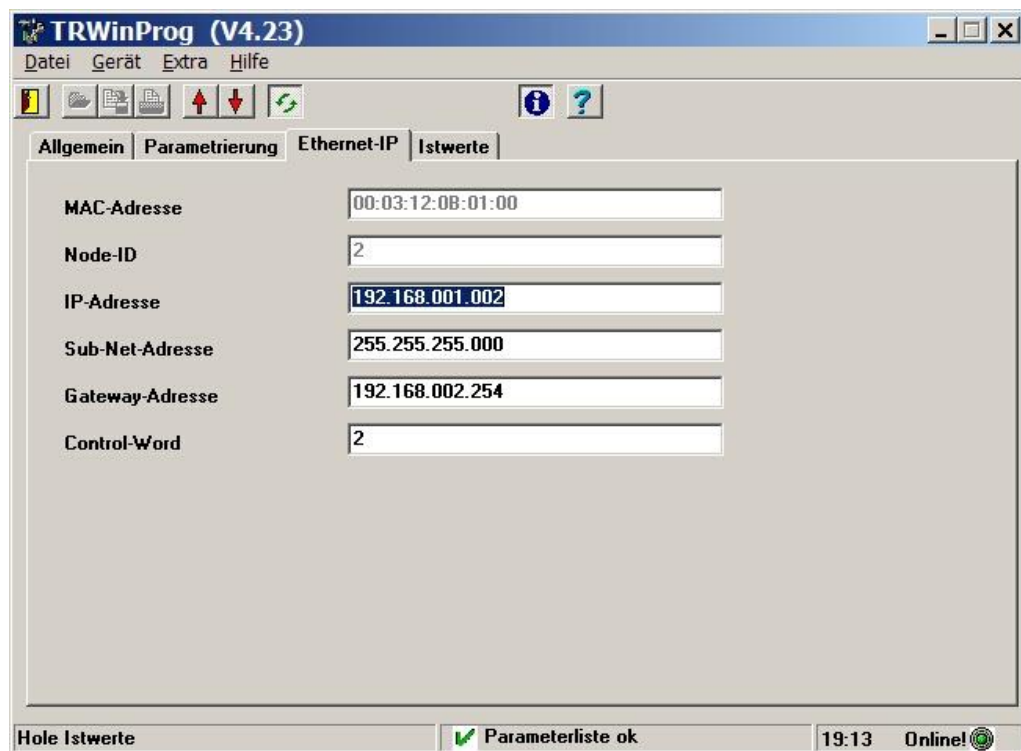 TRWinProg (V4.23)
Datei Gerät Extra Hilfe
Allgemein Parametrierung Ethernet-IP Istwerte
MAC-Adresse 00:03:12:0B:01:00
Node-ID 2
IP-Adresse 192.168.001.002
Sub-Net-Adresse 255.255.255.000
Gateway-Adresse 192.168.002.254
Control-Word 2
Hole Istwerte Parameterliste ok 19:13 Online!